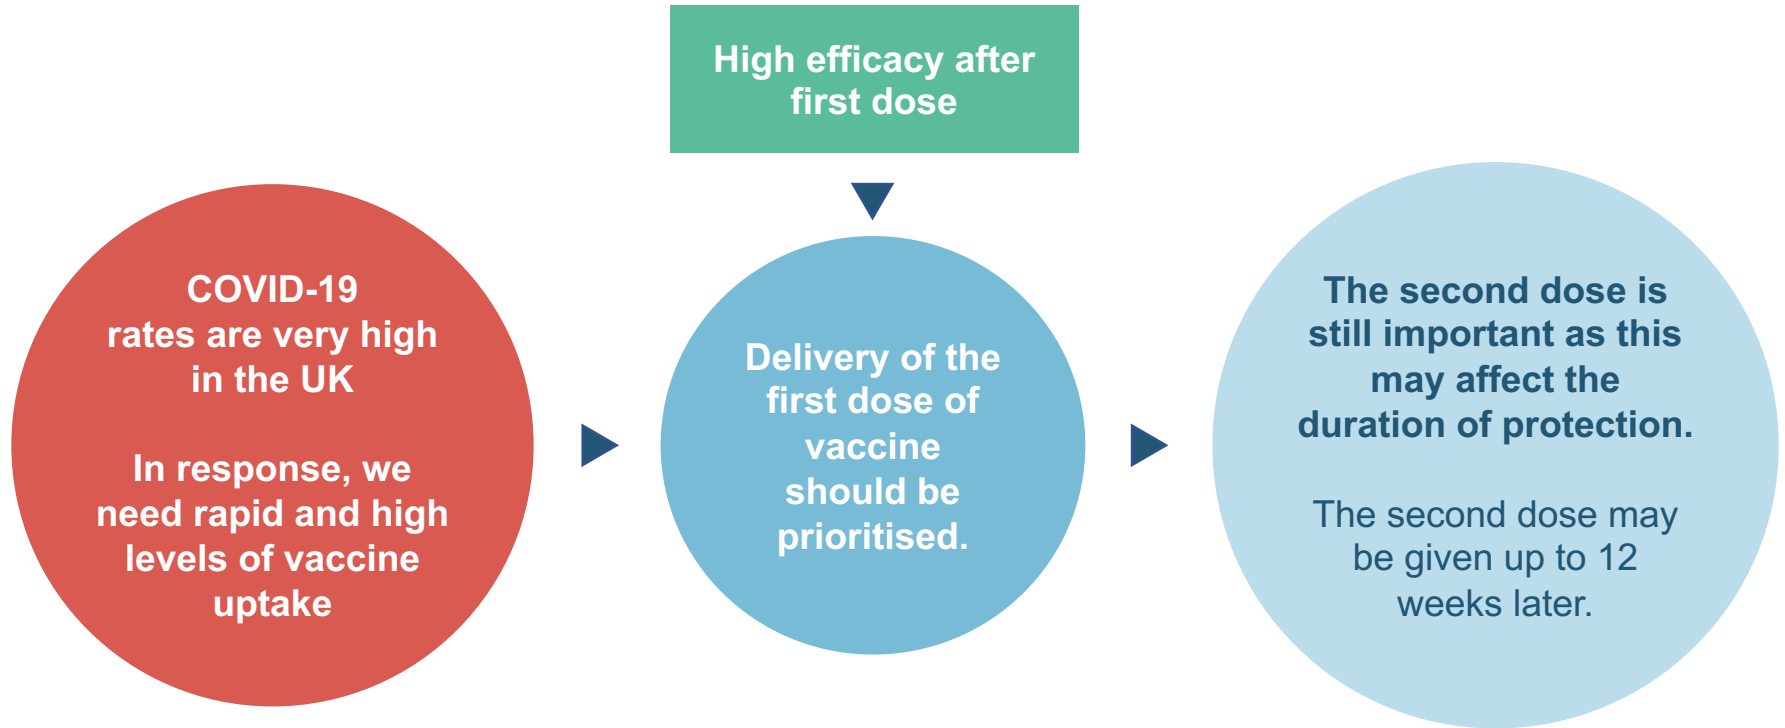 High efficacy after
first dose
COVID-19
rates are very high
in the UK
In response, we
need rapid and high
levels of vaccine
uptake
Delivery of the
first dose of
vaccine
should be
prioritised.
The second dose is
still important as this
may affect the
duration of protection.
The second dose may
be given up to 12
weeks later.